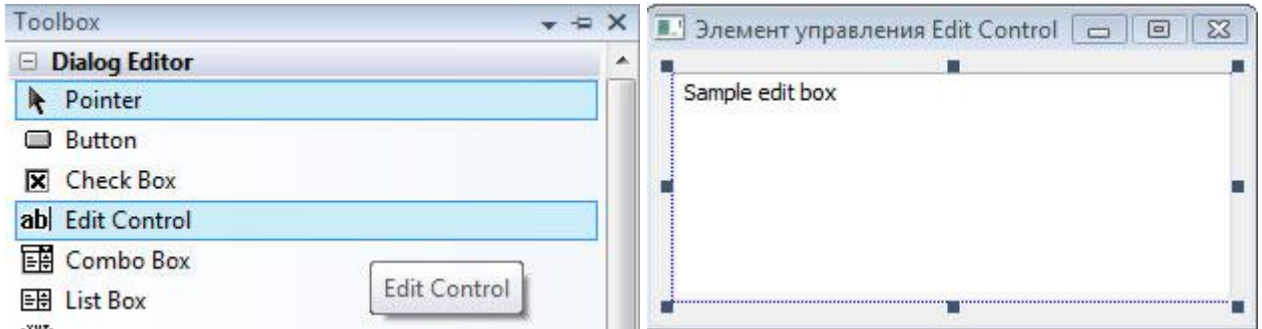 Toolbox
Dialog Editor
Pointer
Button
Check Box
ab Edit Control
Combo Box
List Box
Edit Control
Элемент управления Edit Control
Sample edit box